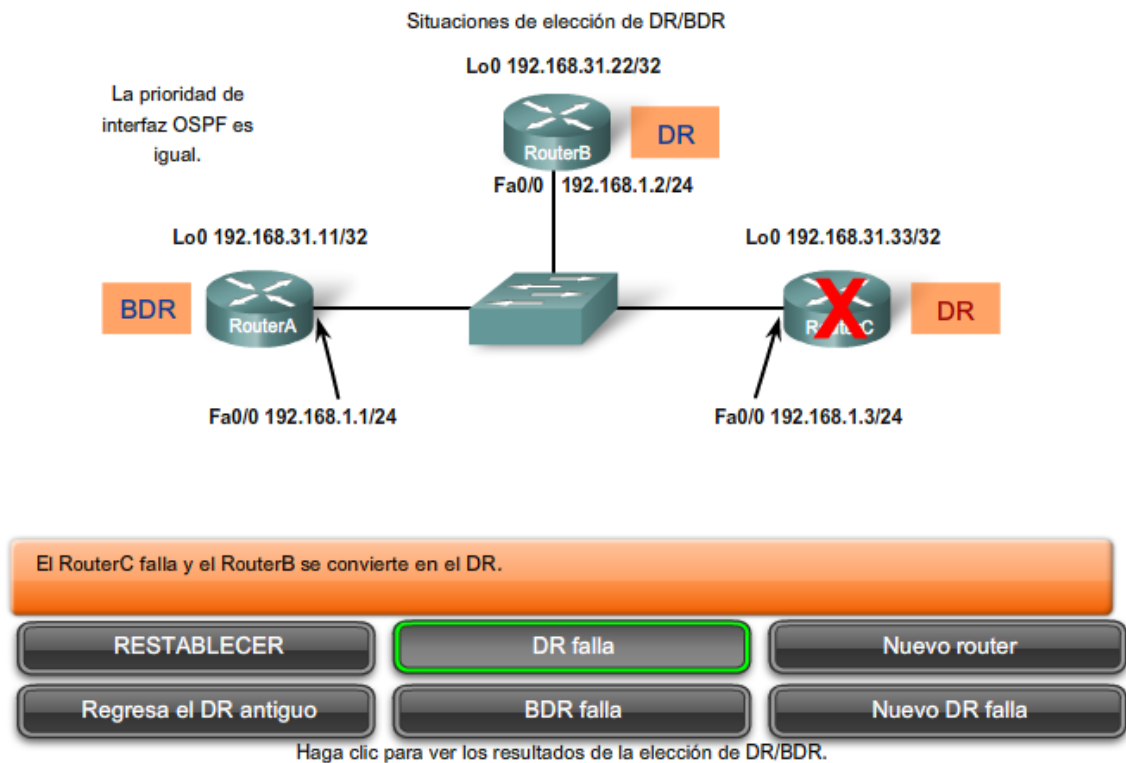 Situaciones de elección de DR/BDR
Lo0 192.168.31.22/32
La prioridad de
interfaz OSPF es
igual.
DR
RouterB
Fa0/0 192.168.1.2/24
Lo0 192.168.31.11/32
Lo0 192.168.31.33/32
BDR
RouterA
RouterC
DR
Fa0/0 192.168.1.1/24
Fa0/0 192.168.1.3/24
El RouterC falla y el RouterB se convierte en el DR.
RESTABLECER
DR falla
Nuevo router
Regresa el DR antiguo
BDR falla
Nuevo DR falla
Haga clic para ver los resultados de la elección de DR/BDR.